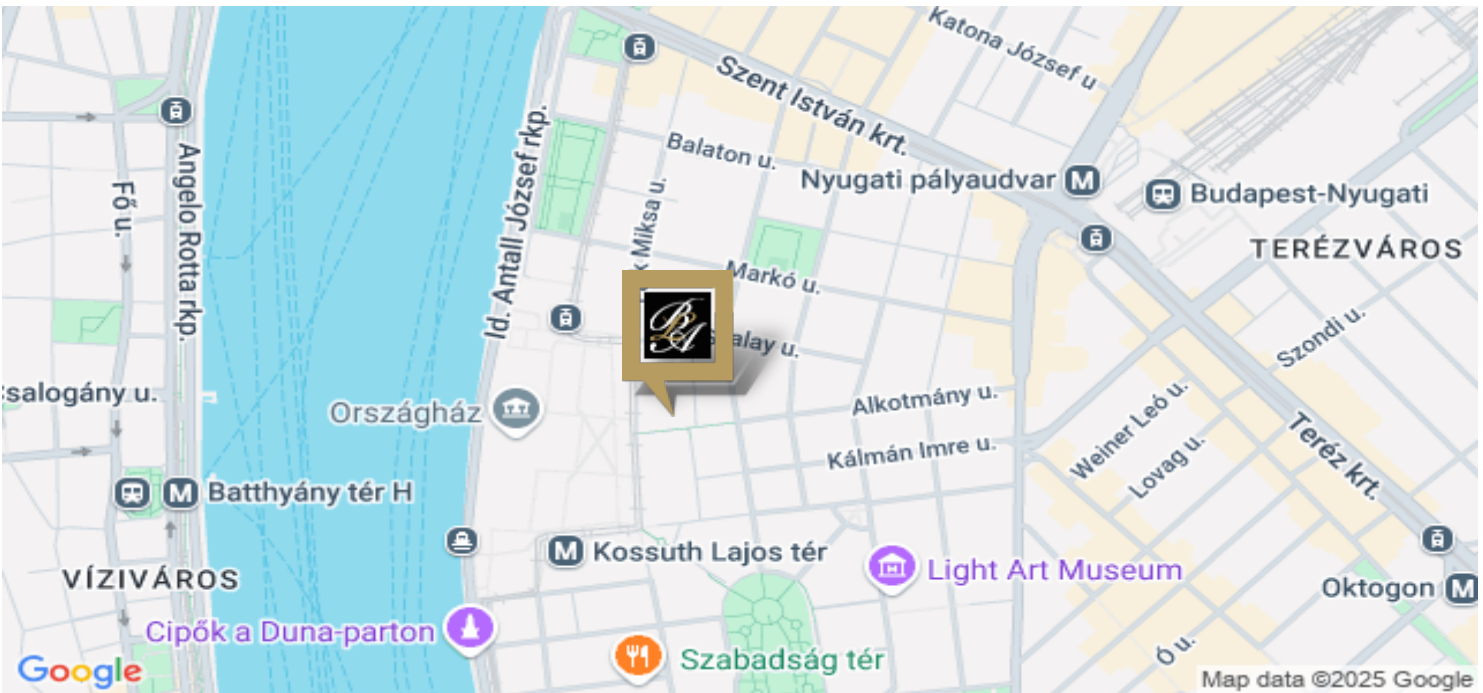 Katona József u
Szent István krt.
Id. Antall József rkp.
Balaton u.
Nyugati pályaudvar M
Budapest-Nyugati
Angelo Rotta rkp.
Fő u.
Miksa u.
TERÉZVÁROS
Markó u.
BA
Szondi u.
Alkotmány u.
Országház
Weiner Leó u.
Kálmán Imre u.
Lovag u.
Teréz krt.
M Batthyány tér H
M Kossuth Lajos tér
Light Art Museum
VÍZIVÁROS
Oktogon M
Cipők a Duna-parton
Szabadság tér
Ó u.
Google
Map data ©2025 Google